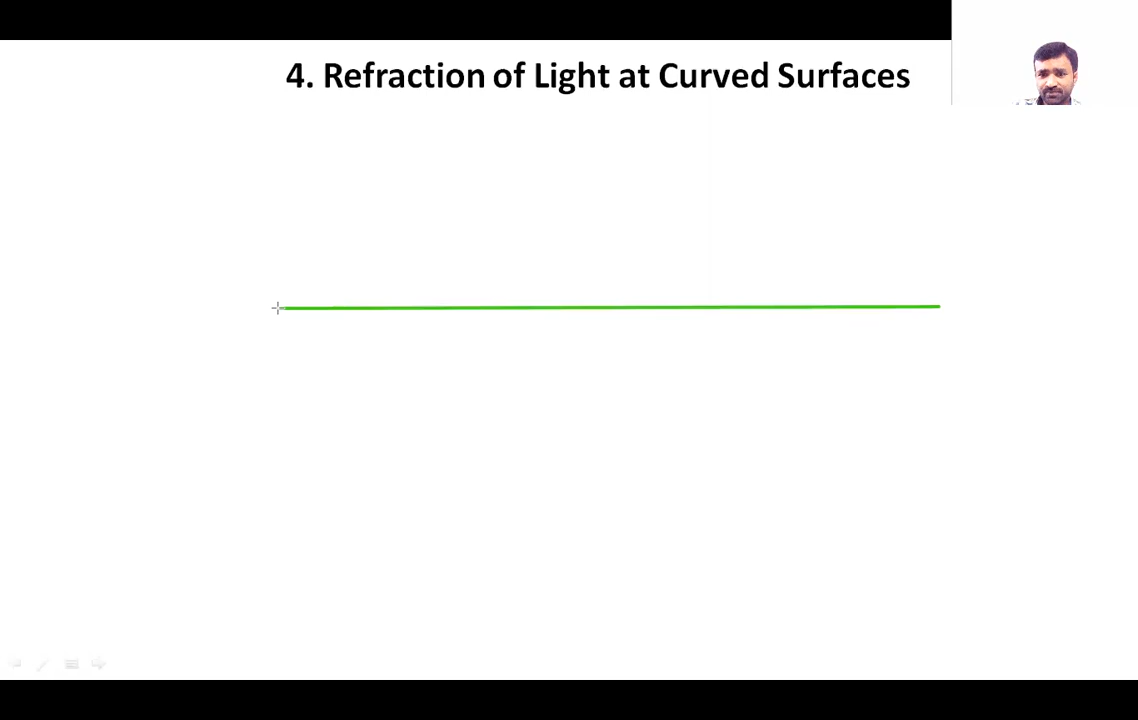 4. Refraction of Light at Curved Surfaces